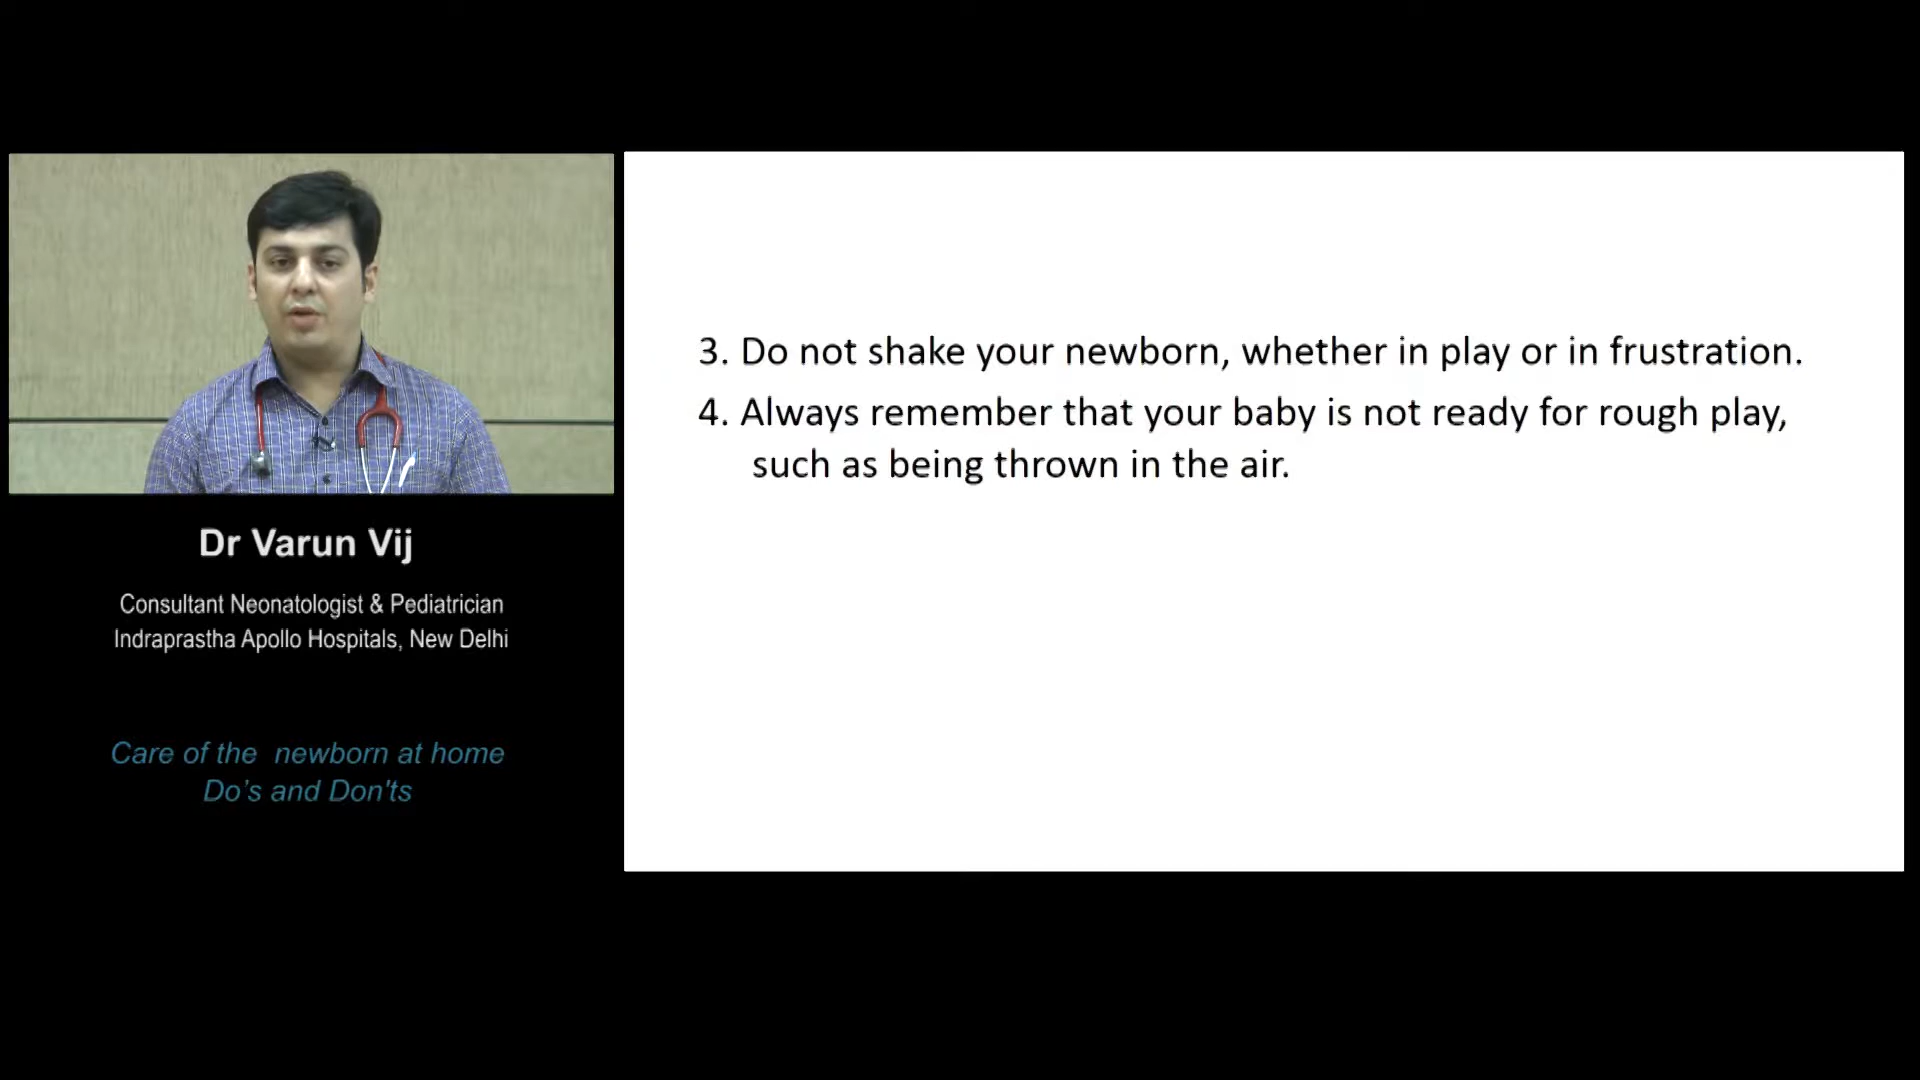 Dr Varun Vij
Consultant Neonatologist & Pediatrician
Indraprastha Apollo Hospitals, New Delhi
Care of the  newborn at home
Do’s and Don'ts
3. Do not shake your newborn, whether in play or in frustration.
4. Always remember that your baby is not ready for rough play,
such as being thrown in the air.